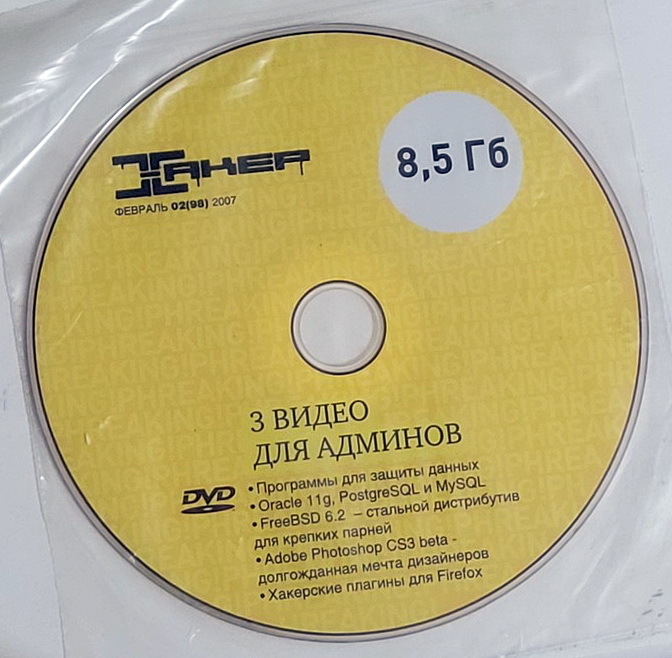 ХАКЕР
ФЕВРАЛЬ 02(98) 2007
8,5 Гб
3 ВИДЕО
ДЛЯ АДМИНОВ
DVD
• Программы для защиты данных
• Oracle 11g, PostgreSQL и MySQL
• FreeBSD 6.2 – стальной дистрибутив
для крепких парней
• Adobe Photoshop CS3 beta -
долгожданная мечта дизайнеров
• Хакерские плагины для Firefox